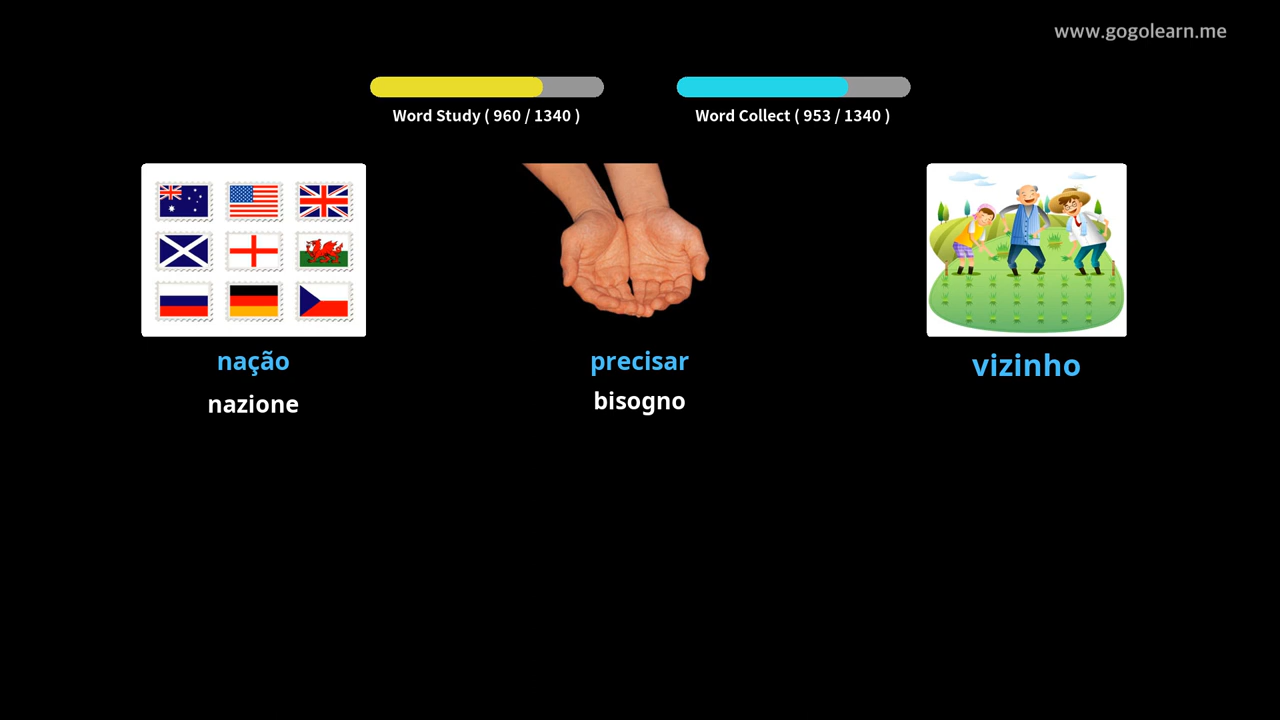 www.gogolearn.me
Word Study ( 960 / 1340 )
Word Collect ( 953 / 1340 )
nação
nazione
precisar
bisogno
vizinho